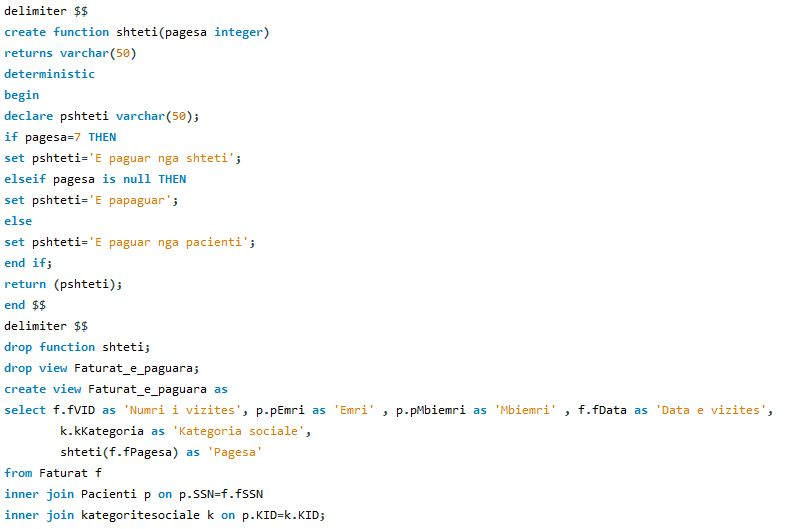 delimiter $$
create function shteti(pagesa integer)
returns varchar(50)
deterministic
begin
declare pshteti varchar(50);
if pagesa=7 THEN
set pshteti='E paguar nga shteti';
elseif pagesa is null THEN
set pshteti='E papaguar';
else
set pshteti='E paguar nga pacienti';
end if;
return (pshteti);
end $$
delimiter $$
drop function shteti;
drop view Faturat_e_paguara;
create view Faturat_e_paguara as
select f.fVID as 'Numri i vizites', p.pEmri as 'Emri' , p.pMbiemri as 'Mbiemri' , f.fData as 'Data e vizites',
k.kKategoria as 'Kategoria sociale',
shteti(f.fPagesa) as 'Pagesa'
from Faturat f
inner join Pacienti p on p.SSN=f.fSSN
inner join kategoritesociale k on p.KID=k.KID;